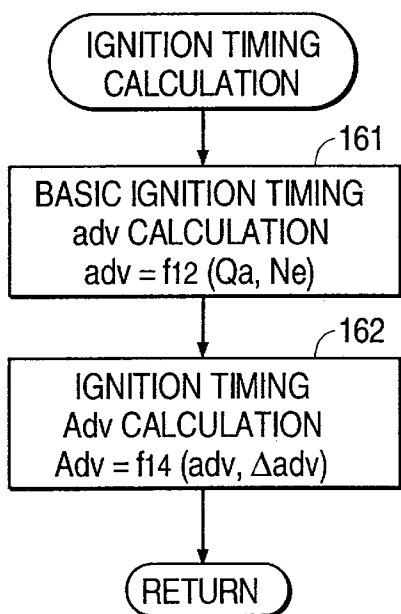 IGNITION TIMING
CALCULATION
161
BASIC IGNITION TIMING
adv CALCULATION
adv = f12 (Qa, Ne)
162
IGNITION TIMING
Adv CALCULATION
Adv = f14 (adv, Δadv)
RETURN